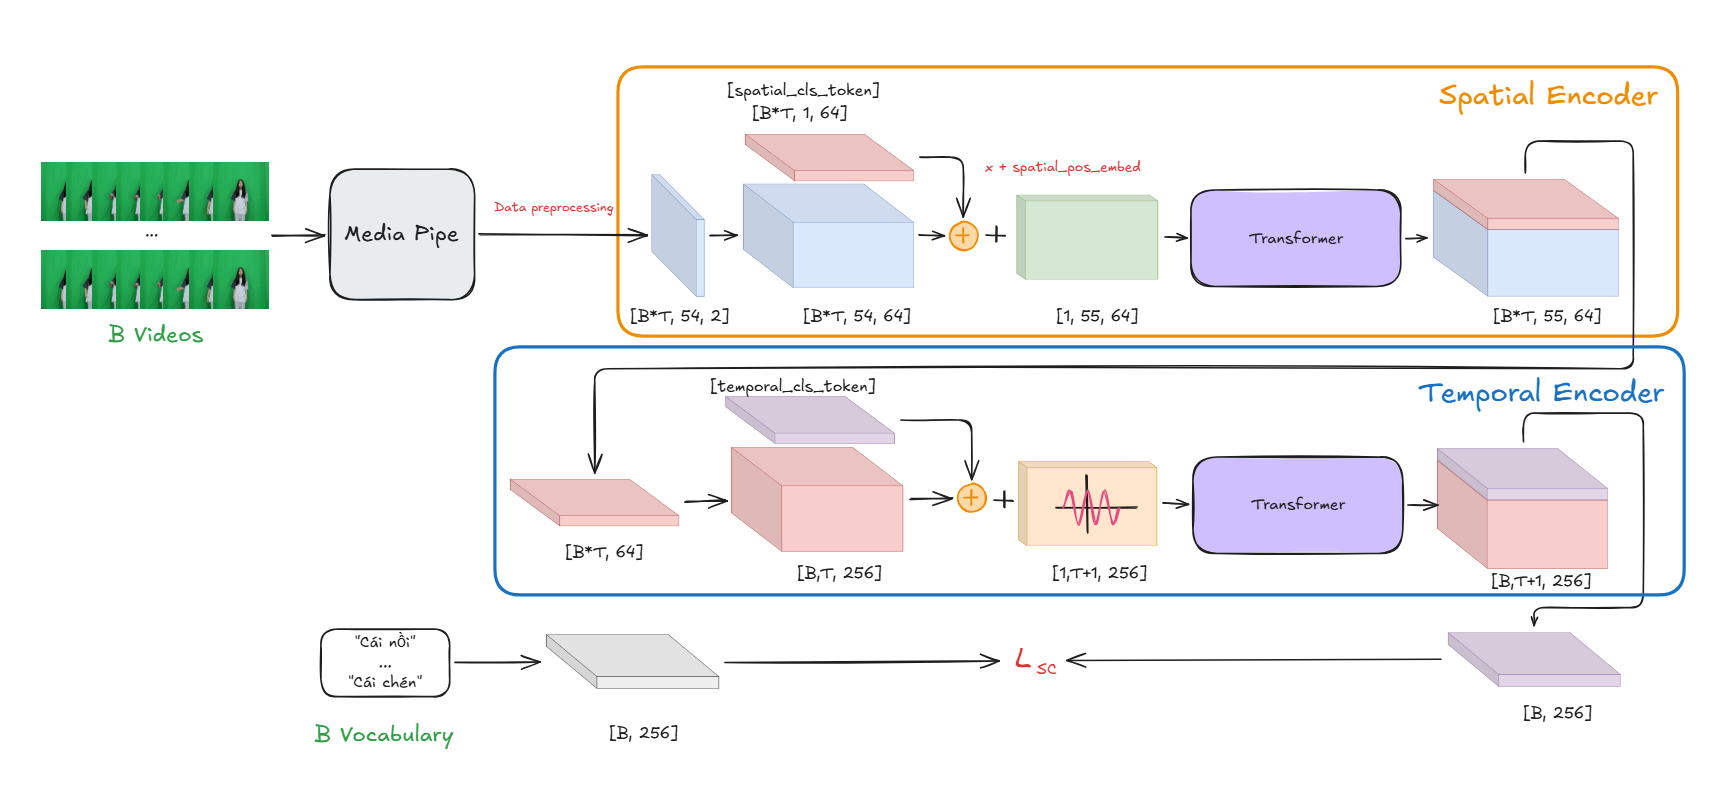 Spatial Encoder
[spatial_cls_token]
[B*T, 1, 64]
x + spatial_pos_embed
Data preprocessing
Media Pipe
...
B Videos
+
+
Transformer
[B*T, 54, 2]
[B*T, 54, 64]
[1, 55, 64]
[B*T, 55, 64]
Temporal Encoder
[temporal_cls_token]
+
+
Transformer
[B*T, 64]
[B,T, 256]
[1,T+1, 256]
[B,T+1, 256]
"Cái nồi"
...
"Cái chén"
L SC
B Vocabulary
[B, 256]
[B, 256]